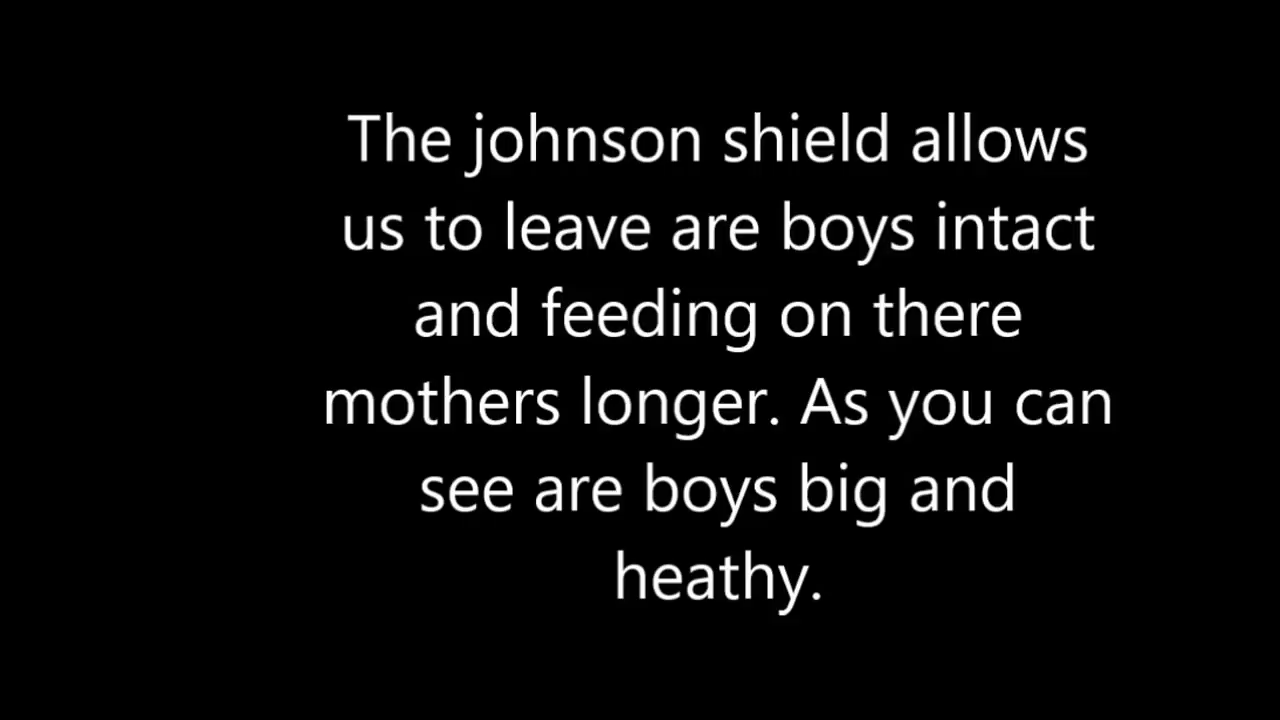 The johnson shield allows
us to leave are boys intact
and feeding on there
mothers longer. As you can
see are boys big and
heathy.